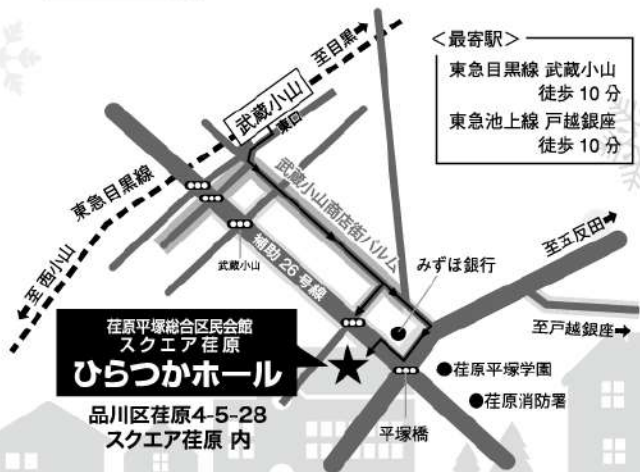 至目黒
<最寄駅>
東急目黒線 武蔵小山
徒歩 10 分
東急池上線 戸越銀座
徒歩 10 分
武蔵小山
東口
東急目黒線
武蔵小山商店街パルム
至西小山
武蔵小山
補助 26 号線
みずほ銀行
至五反田
至戸越銀座
荏原平塚総合区民会館
スクエア荏原
ひらつかホール
品川区荏原4-5-28
スクエア荏原 内
荏原平塚学園
荏原消防署
平塚橋